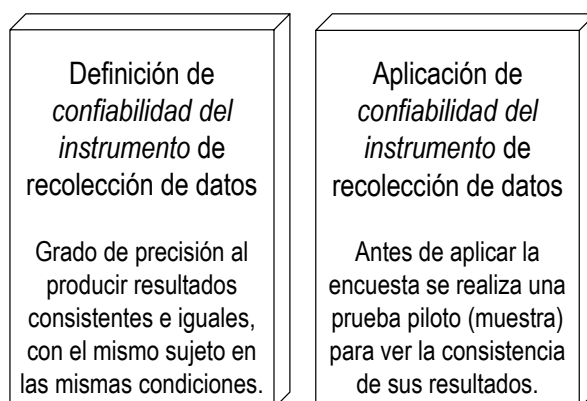 Definición de
confiabilidad del
instrumento de
recolección de datos
Grado de precisión al
producir resultados
consistentes e iguales,
con el mismo sujeto en
las mismas condiciones.
Aplicación de
confiabilidad del
instrumento de
recolección de datos
Antes de aplicar la
encuesta se realiza una
prueba piloto (muestra)
para ver la consistencia
de sus resultados.